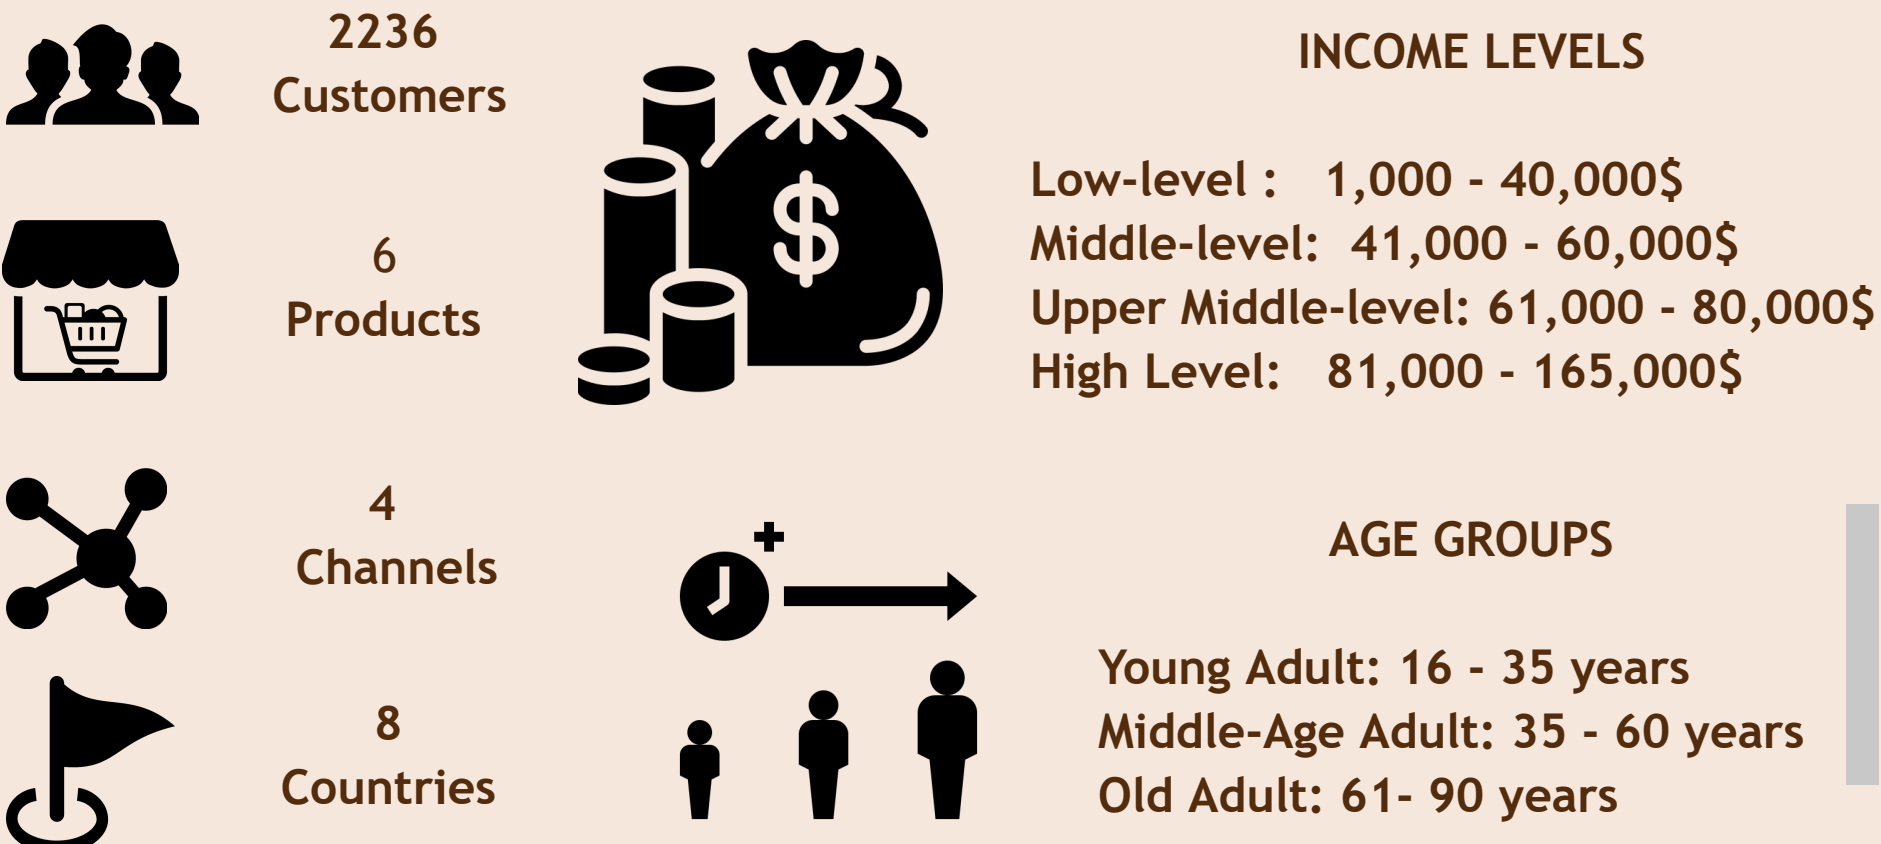 2236
Customers
6
Products
4
Channels
8
Countries
$
INCOME LEVELS
Low-level :   1,000 - 40,000$
Middle-level:  41,000 - 60,000$
Upper Middle-level: 61,000 - 80,000$
High Level:   81,000 - 165,000$
AGE GROUPS
Young Adult: 16 - 35 years
Middle-Age Adult: 35 - 60 years
Old Adult: 61- 90 years